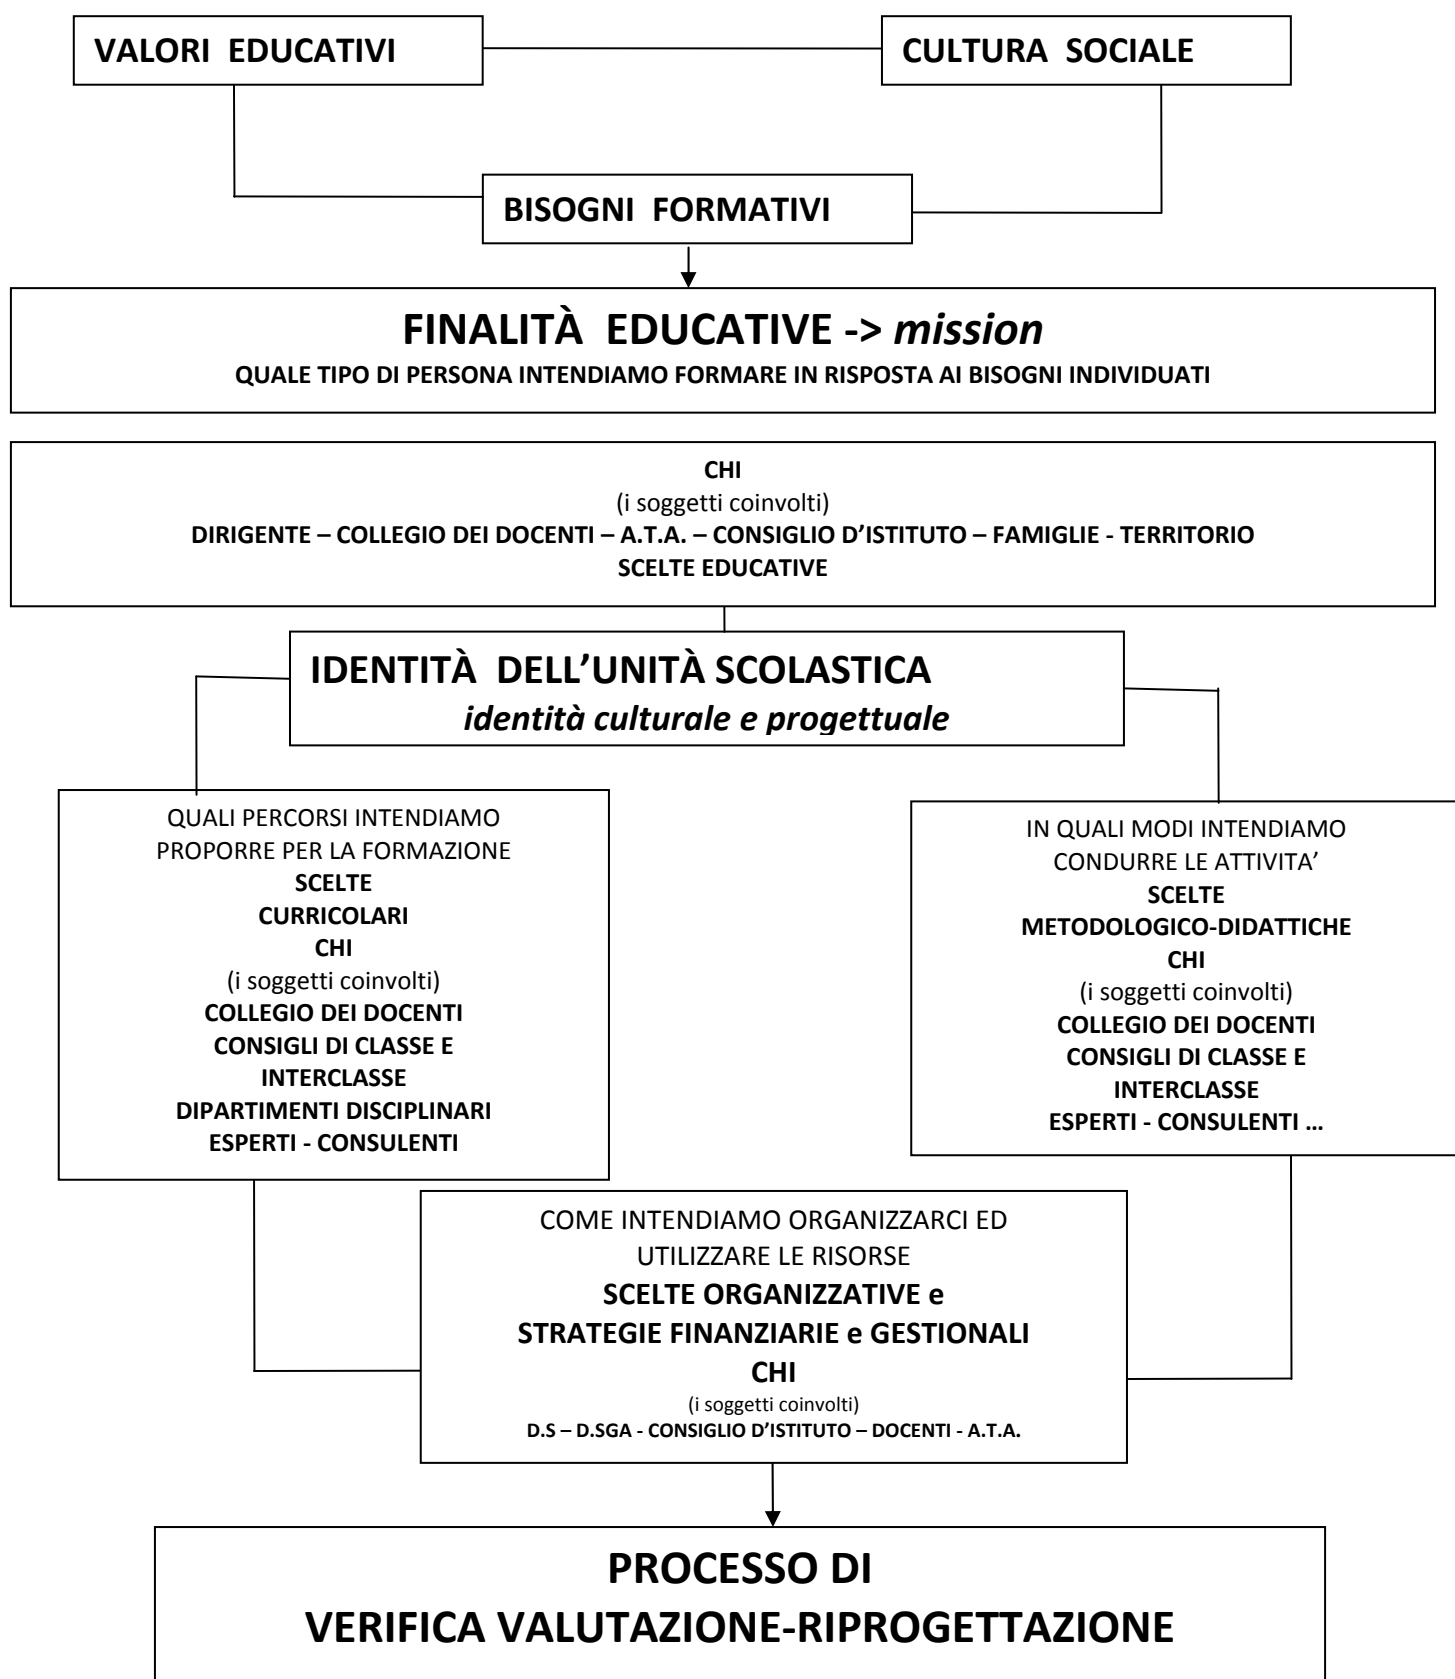 VALORI EDUCATIVI
CULTURA SOCIALE
BISOGNI FORMATIVI
FINALITÀ EDUCATIVE -> mission
QUALE TIPO DI PERSONA INTENDIAMO FORMARE IN RISPOSTA AI BISOGNI INDIVIDUATI
CHI
(i soggetti coinvolti)
DIRIGENTE – COLLEGIO DEI DOCENTI – A.T.A. – CONSIGLIO D’ISTITUTO – FAMIGLIE - TERRITORIO
SCELTE EDUCATIVE
IDENTITÀ DELL’UNITÀ SCOLASTICA
identità culturale e progettuale
QUALI PERCORSI INTENDIAMO
PROPORRE PER LA FORMAZIONE
SCELTE
CURRICOLARI
CHI
(i soggetti coinvolti)
COLLEGIO DEI DOCENTI
CONSIGLI DI CLASSE E
INTERCLASSE
DIPARTIMENTI DISCIPLINARI
ESPERTI - CONSULENTI
IN QUALI MODI INTENDIAMO
CONDURRE LE ATTIVITA’
SCELTE
METODOLOGICO-DIDATTICHE
CHI
(i soggetti coinvolti)
COLLEGIO DEI DOCENTI
CONSIGLI DI CLASSE E
INTERCLASSE
ESPERTI - CONSULENTI …
COME INTENDIAMO ORGANIZZARCI ED
UTILIZZARE LE RISORSE
SCELTE ORGANIZZATIVE e
STRATEGIE FINANZIARIE e GESTIONALI
CHI
(i soggetti coinvolti)
D.S – D.SGA - CONSIGLIO D’ISTITUTO – DOCENTI - A.T.A.
PROCESSO DI
VERIFICA VALUTAZIONE-RIPROGETTAZIONE